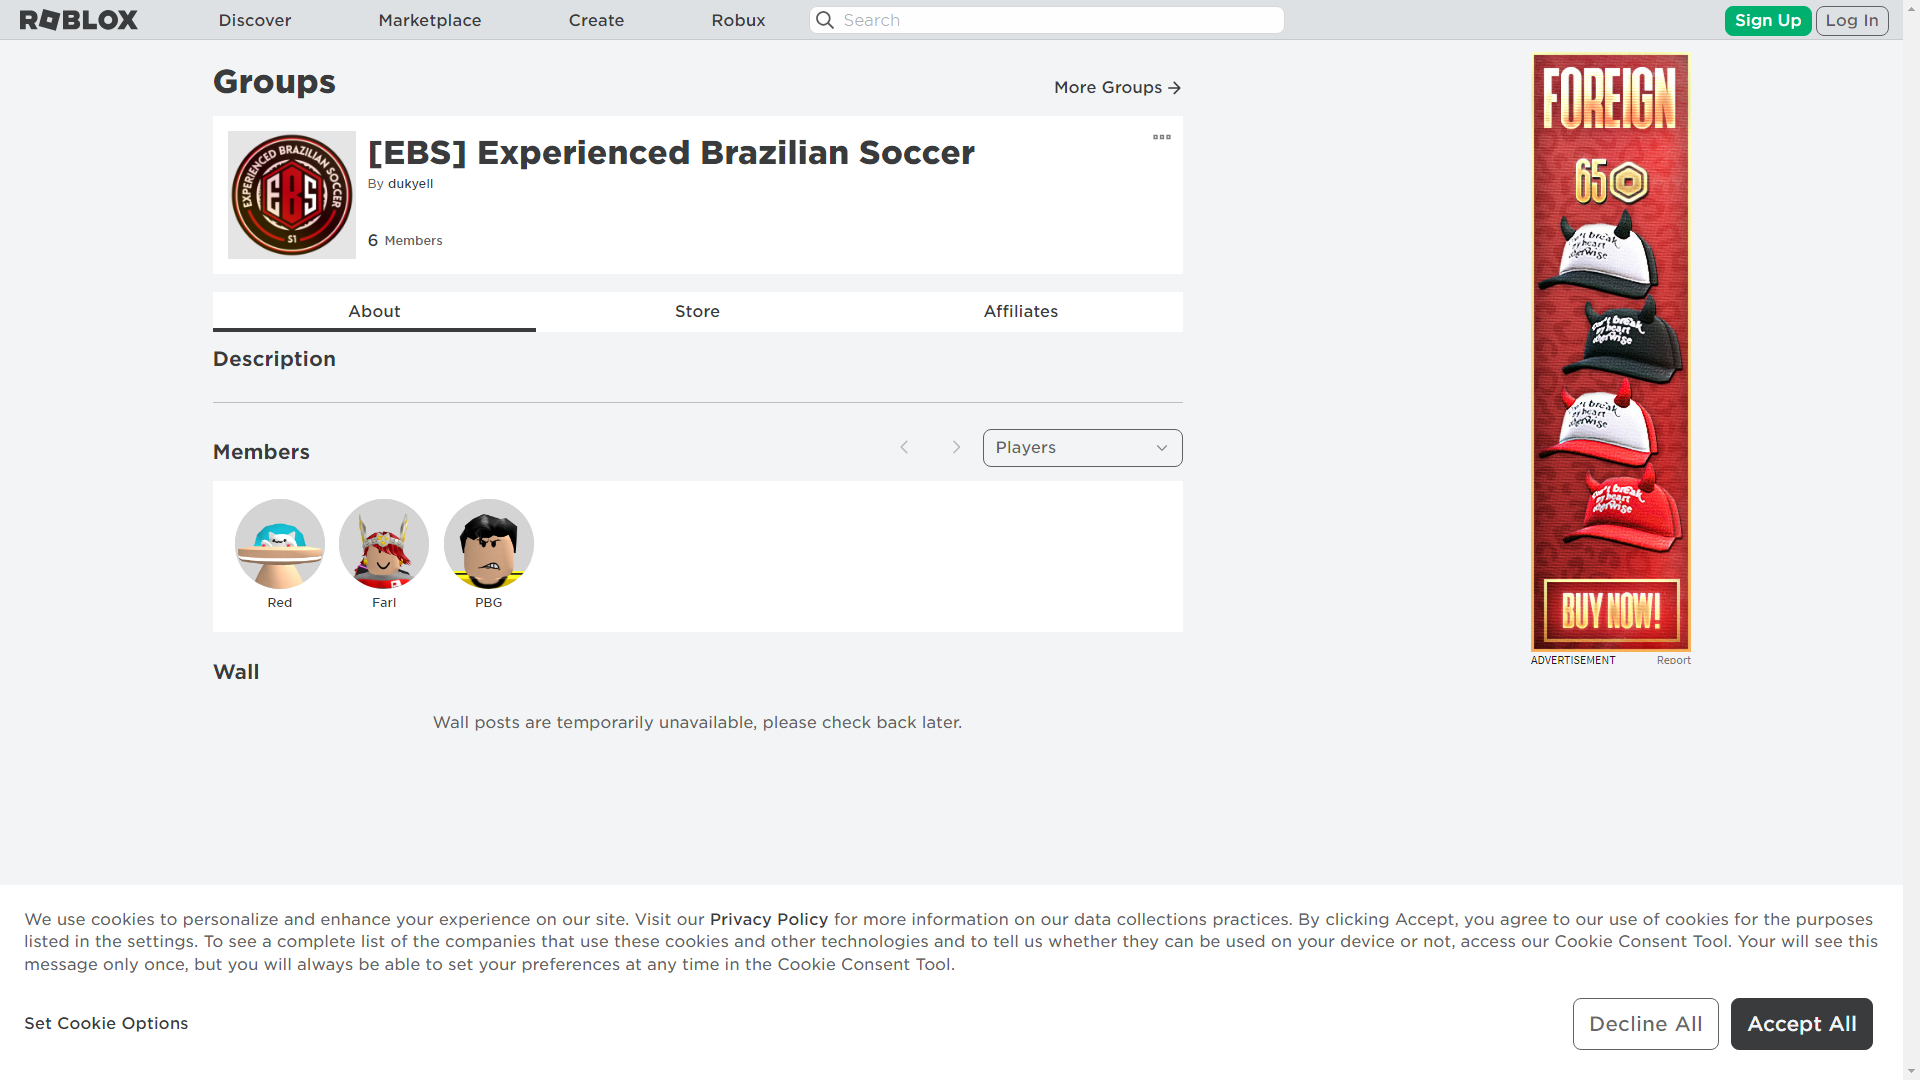 ROBLOX
Discover
Marketplace
Create
Robux
Search
Sign Up
Log In
Groups
More Groups
EXPERIENCED BRAZILIAN SOCCER
EBS
S1
[EBS] Experienced Brazilian Soccer
By dukyell
6 Members
About
Store
Affiliates
Description
Members
Players
Red
Farl
PBG
Wall
Wall posts are temporarily unavailable, please check back later.
FOREIGN
65
BUY NOW!
ADVERTISEMENT
Report
We use cookies to personalize and enhance your experience on our site. Visit our Privacy Policy for more information on our data collections practices. By clicking Accept, you agree to our use of cookies for the purposes
listed in the settings. To see a complete list of the companies that use these cookies and other technologies and to tell us whether they can be used on your device or not, access our Cookie Consent Tool. Your will see this
message only once, but you will always be able to set your preferences at any time in the Cookie Consent Tool.
Set Cookie Options
Decline All
Accept All